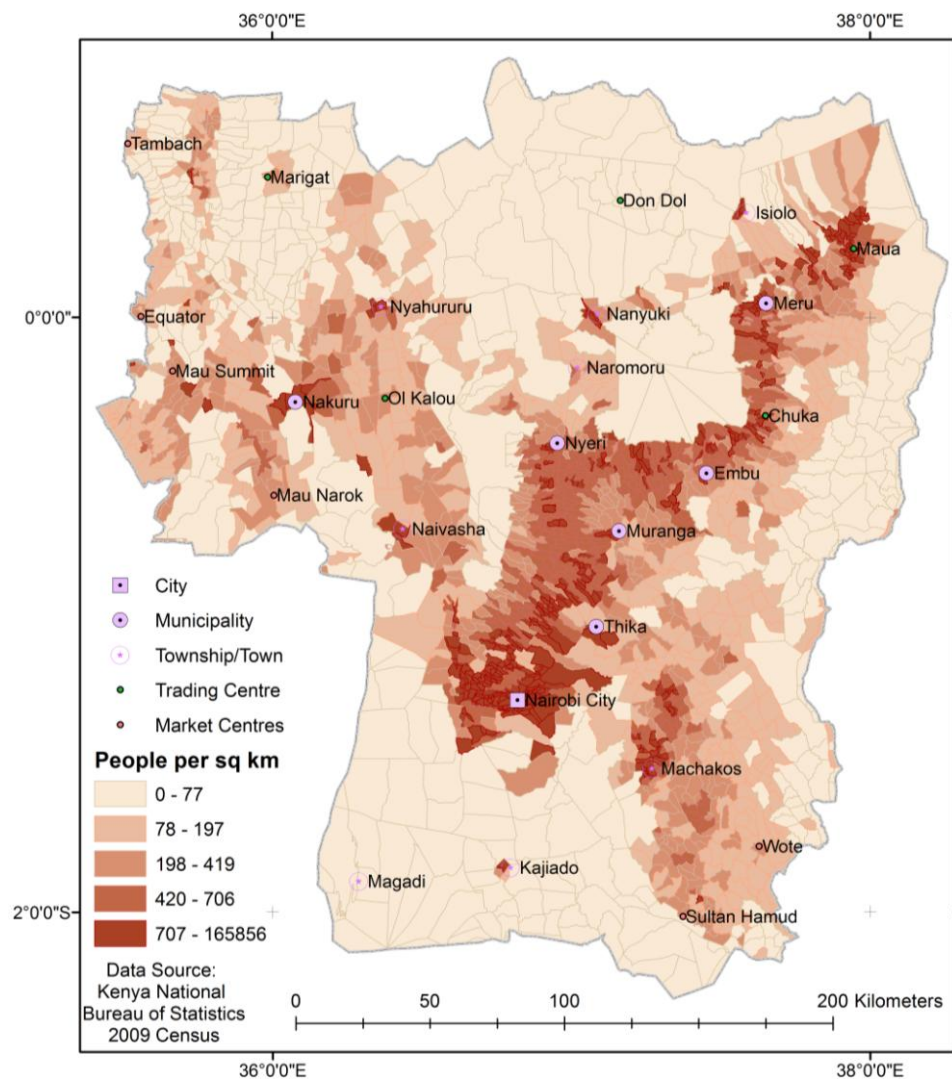 36°0'0"E
38°0'0"E
Tambach
Marigat
Don Dol
Isiolo
Maua
Meru
0°0'0"
Equator
Nyahururu
Nanyuki
Mau Summit
Naromoru
Nakuru
Ol Kalou
Chuka
Nyeri
Embu
Mau Narok
Naivasha
Muranga
City
Municipality
Thika
Township/Town
Trading Centre
Nairobi City
Market Centres
People per sq km
Machakos
0 - 77
78 - 197
Wote
198 - 419
Magadi
Kajiado
420 - 706
2°0'0"S
Sultan Hamud
707 - 165856
Data Source:
Kenya National
Bureau of Statistics
2009 Census
0 50 100 200 Kilometers
36°0'0"E
38°0'0"E